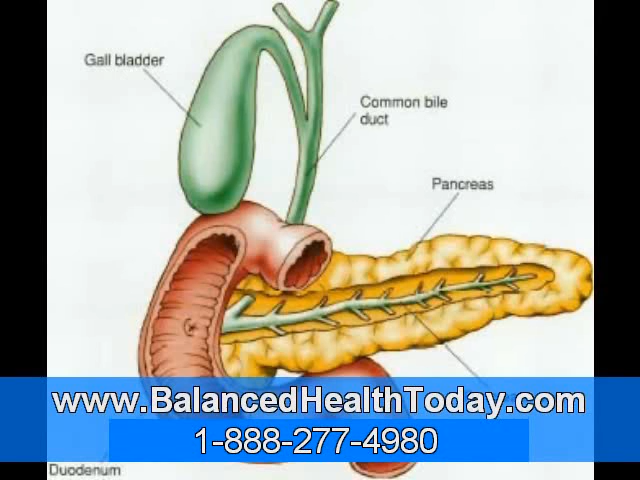 Gall bladder
Common bile
duct
Pancreas
www.BalancedHealthToday.com
1-888-277-4980
Duodenum